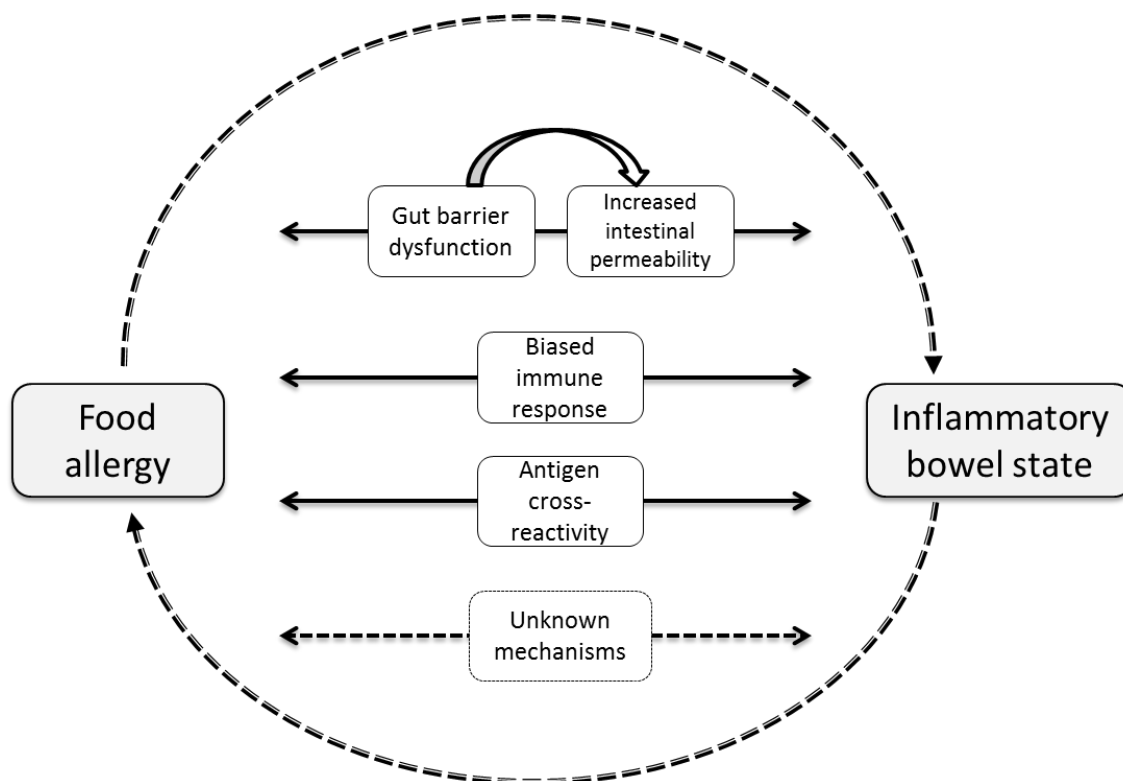 Gut barrier
dysfunction
Increased
intestinal
permeability
Biased
immune
response
Food
allergy
Inflammatory
bowel state
Antigen
cross-
reactivity
Unknown
mechanisms